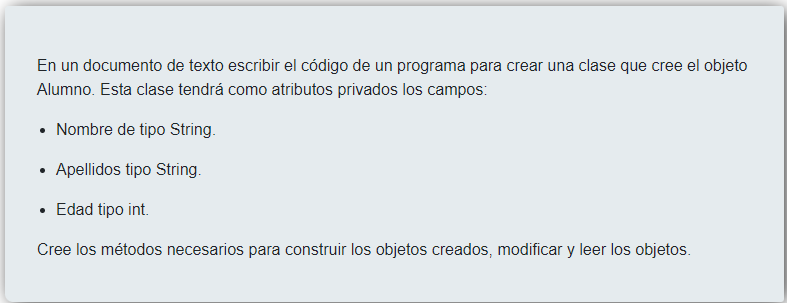 En un documento de texto escribir el código de un programa para crear una clase que cree el objeto
Alumno. Esta clase tendrá como atributos privados los campos:
• Nombre de tipo String.
• Apellidos tipo String.
• Edad tipo int.
Cree los métodos necesarios para construir los objetos creados, modificar y leer los objetos.